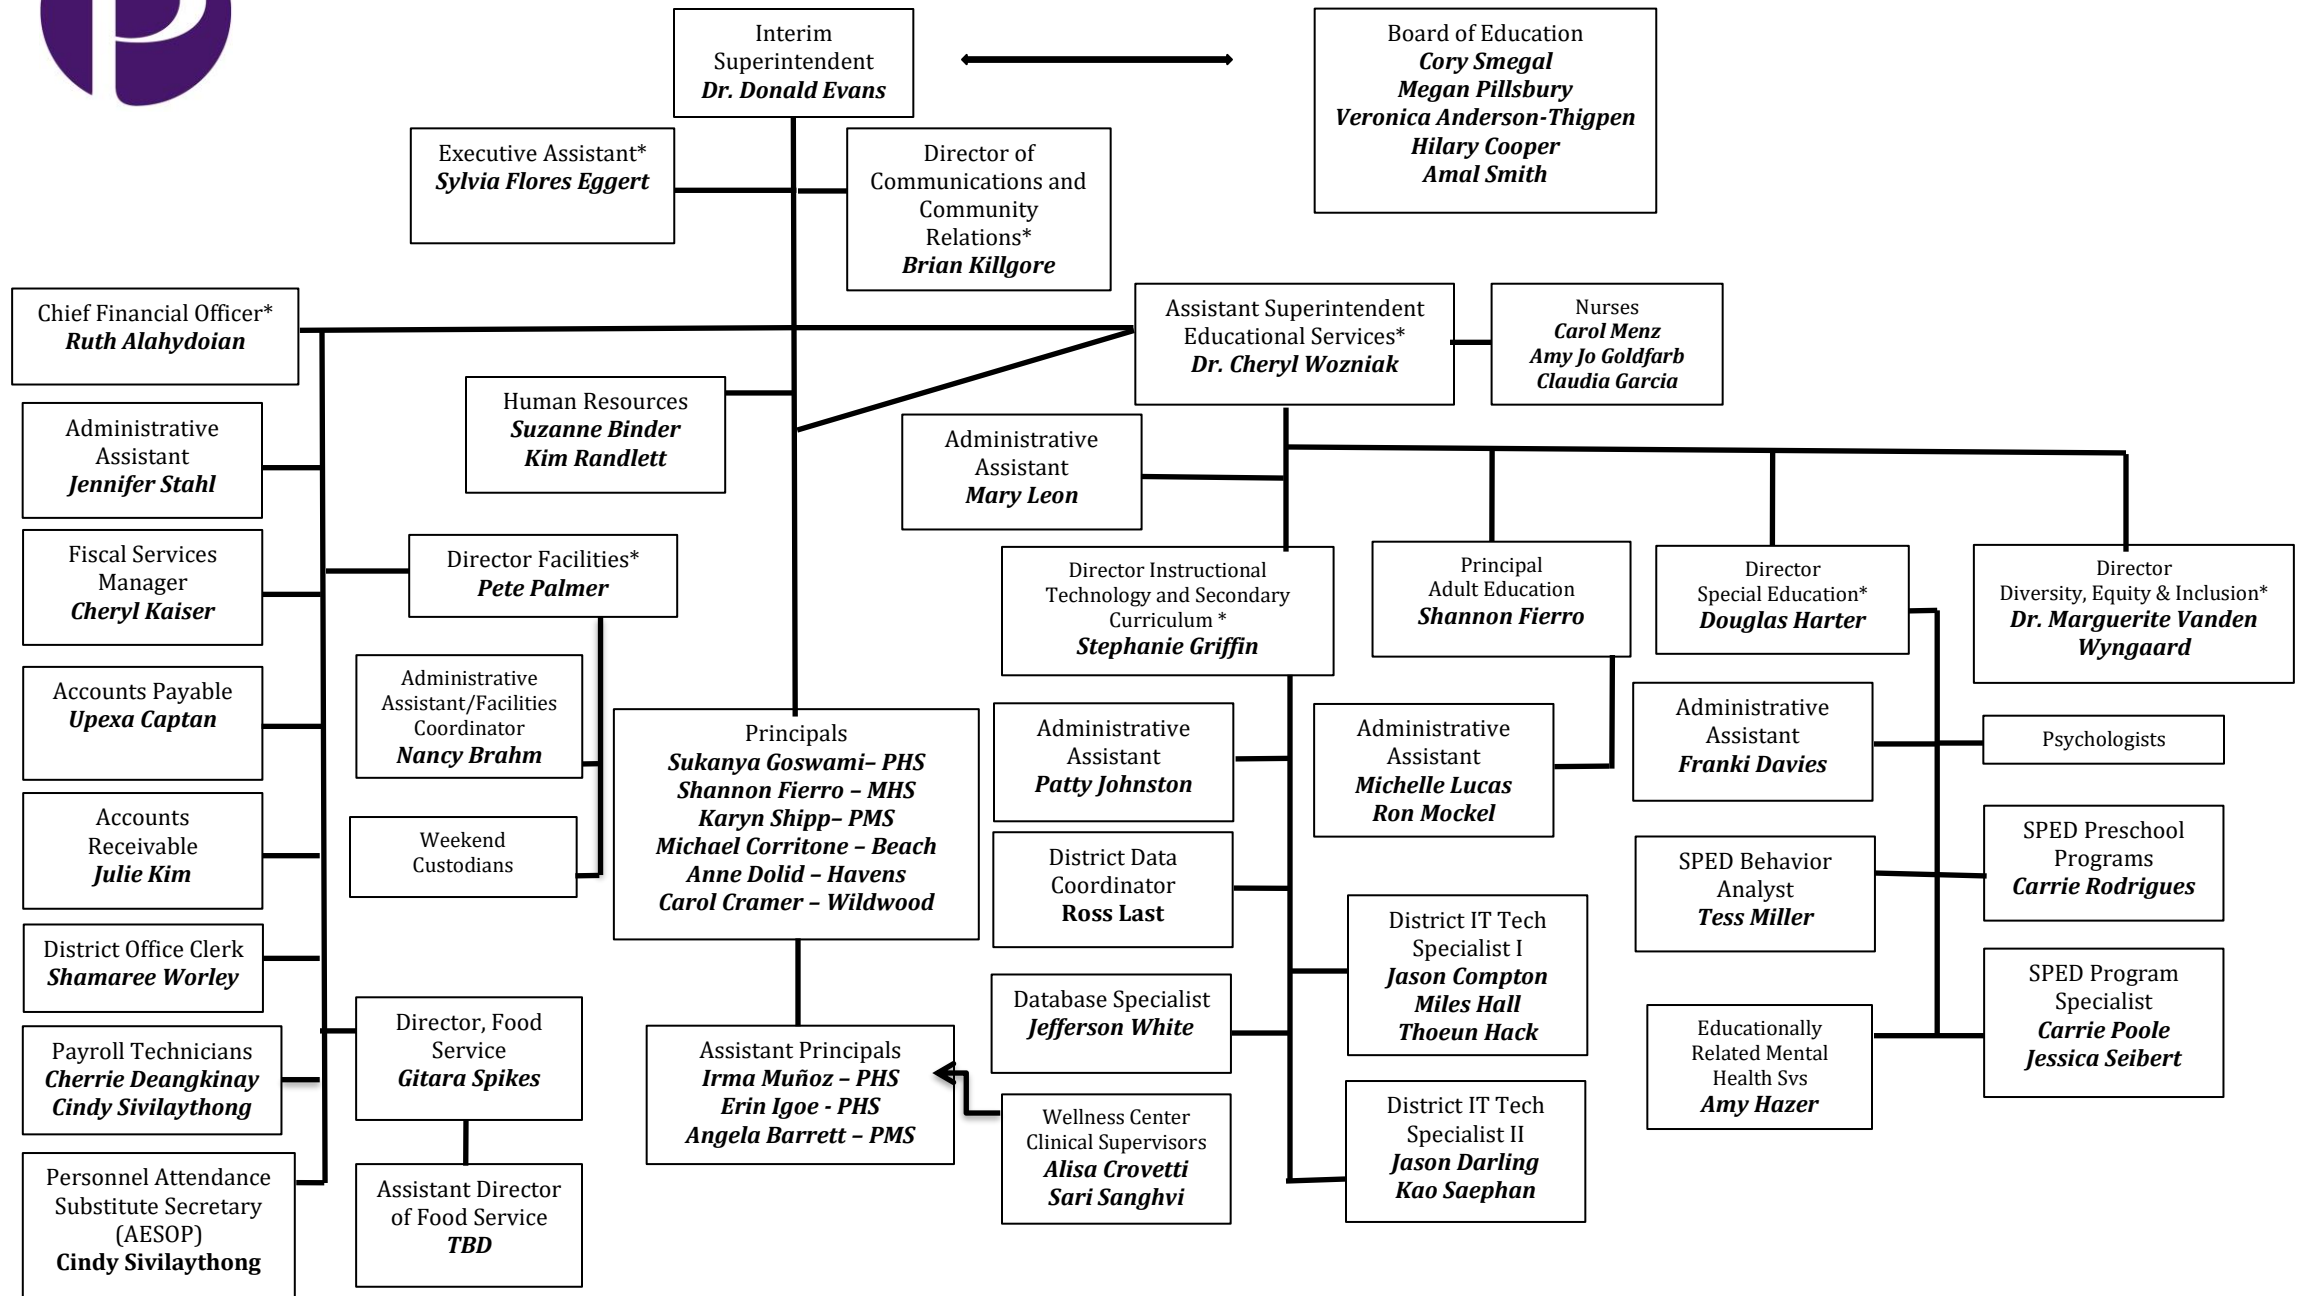 Interim
Superintendent
Dr. Donald Evans
Board of Education
Cory Smegal
Megan Pillsbury
Veronica Anderson-Thigpen
Hilary Cooper
Amal Smith
Executive Assistant*
Sylvia Flores Eggert
Director of
Communications and
Community
Relations*
Brian Killgore
Chief Financial Officer*
Ruth Alahydoian
Assistant Superintendent
Educational Services*
Dr. Cheryl Wozniak
Nurses
Carol Menz
Amy Jo Goldfarb
Claudia Garcia
Human Resources
Suzanne Binder
Kim Randlett
Administrative
Assistant
Jennifer Stahl
Administrative
Assistant
Mary Leon
Fiscal Services
Manager
Cheryl Kaiser
Director Facilities*
Pete Palmer
Director Instructional
Technology and Secondary
Curriculum *
Stephanie Griffin
Principal
Adult Education
Shannon Fierro
Director
Special Education*
Douglas Harter
Director
Diversity, Equity & Inclusion*
Dr. Marguerite Vanden
Wyngaard
Accounts Payable
Upexa Captan
Administrative
Assistant/Facilities
Coordinator
Nancy Brahm
Principals
Sukanya Goswami– PHS
Shannon Fierro – MHS
Karyn Shipp– PMS
Michael Corritone – Beach
Anne Dolid – Havens
Carol Cramer – Wildwood
Administrative
Assistant
Patty Johnston
Administrative
Assistant
Michelle Lucas
Ron Mockel
Administrative
Assistant
Franki Davies
Psychologists
Accounts
Receivable
Julie Kim
Weekend
Custodians
District Data
Coordinator
Ross Last
SPED Behavior
Analyst
Tess Miller
SPED Preschool
Programs
Carrie Rodrigues
District Office Clerk
Shamaree Worley
District IT Tech
Specialist I
Jason Compton
Miles Hall
Thoeun Hack
Database Specialist
Jefferson White
SPED Program
Specialist
Carrie Poole
Jessica Seibert
Director, Food
Service
Gitara Spikes
Payroll Technicians
Cherrie Deangkinay
Cindy Sivilaythong
Assistant Principals
Irma Muñoz – PHS
Erin Igoe - PHS
Angela Barrett – PMS
Educationally
Related Mental
Health Svs
Amy Hazer
Wellness Center
Clinical Supervisors
Alisa Crovetti
Sari Sanghvi
District IT Tech
Specialist II
Jason Darling
Kao Saephan
Personnel Attendance
Substitute Secretary
(AESOP)
Cindy Sivilaythong
Assistant Director
of Food Service
TBD